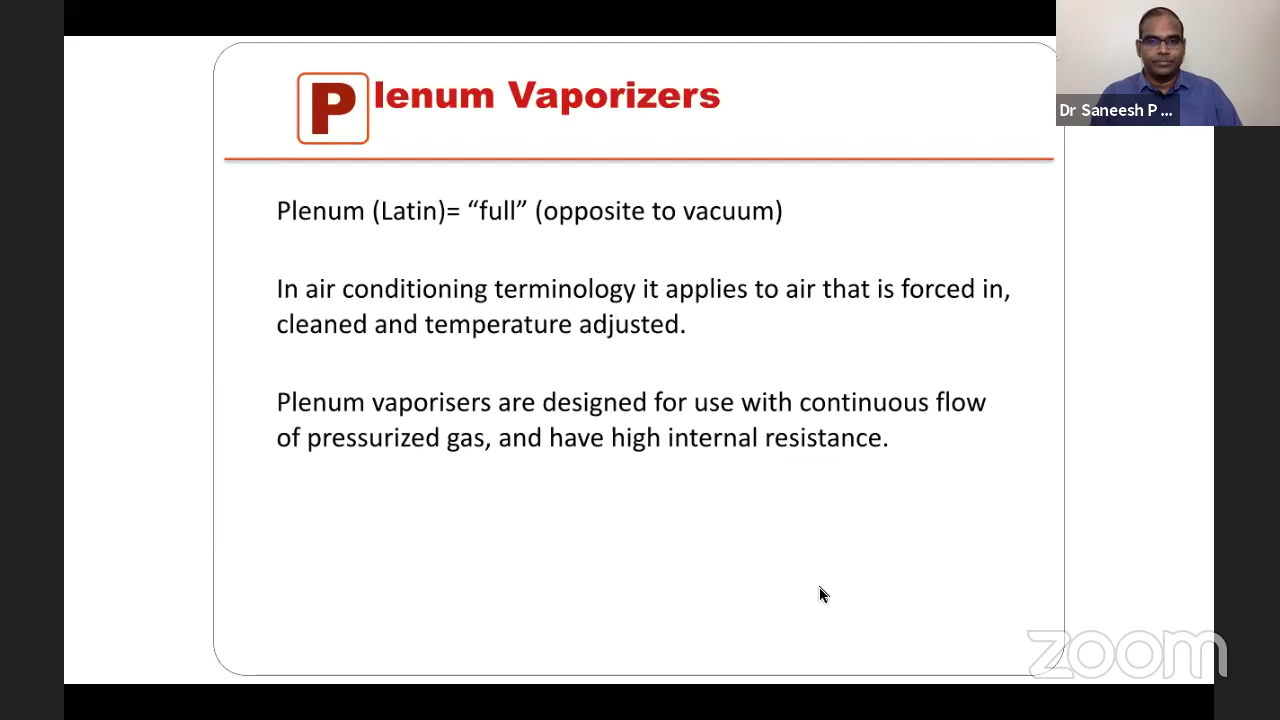 Plenum Vaporizers
Dr Saneesh P ...
Plenum (Latin)= “full” (opposite to vacuum)
In air conditioning terminology it applies to air that is forced in,
cleaned and temperature adjusted.
Plenum vaporisers are designed for use with continuous flow
of pressurized gas, and have high internal resistance.
zoom